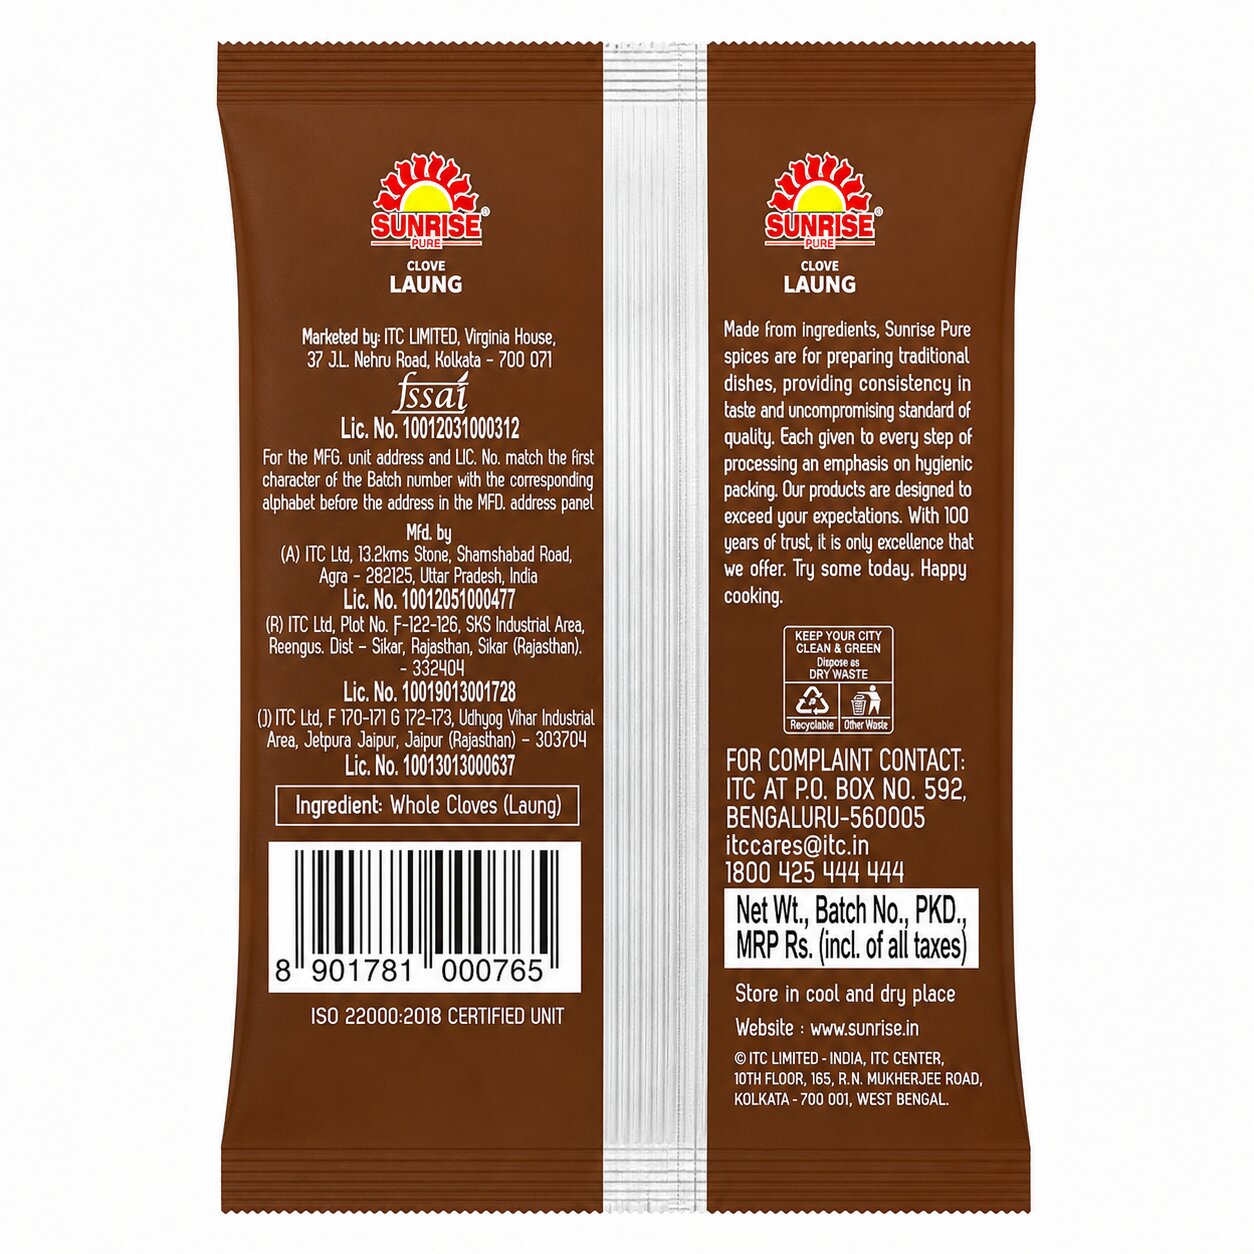 SUNRISE®
PURE
CLOVE
LAUNG
Marketed by: ITC LIMITED, Virginia House,
37 J.L. Nehru Road, Kolkata - 700 071
fssai
Lic. No. 10012031000312
For the MFG. unit address and LIC. No. match the first
character of the Batch number with the corresponding
alphabet before the address in the MFD. address panel
Mfd. by
(A) ITC Ltd, 13.2kms Stone, Shamshabad Road,
Agra - 282125, Uttar Pradesh, India
Lic. No. 10012051000477
(R) ITC Ltd, Plot No. F-122-126, SKS Industrial Area,
Reengus. Dist - Sikar, Rajasthan, Sikar (Rajasthan).
- 332404
Lic. No. 10019013001728
(J) ITC Ltd, F 170-171 G 172-173, Udhyog Vihar Industrial
Area, Jetpura Jaipur, Jaipur (Rajasthan) - 303704
Lic. No. 10013013000637
Ingredient: Whole Cloves (Laung)
8 901781 000765
ISO 22000:2018 CERTIFIED UNIT
SUNRISE®
PURE
CLOVE
LAUNG
Made from ingredients, Sunrise Pure
spices are for preparing traditional
dishes, providing consistency in
taste and uncompromising standard of
quality. Each given to every step of
processing an emphasis on hygienic
packing. Our products are designed to
exceed your expectations. With 100
years of trust, it is only excellence that
we offer. Try some today. Happy
cooking.
KEEP YOUR CITY
CLEAN & GREEN
Dispose as
DRY WASTE
Recyclable Other Waste
FOR COMPLAINT CONTACT:
ITC AT P.O. BOX NO. 592,
BENGALURU-560005
itccares@itc.in
1800 425 444 444
Net Wt., Batch No., PKD.,
MRP Rs. (incl. of all taxes)
Store in cool and dry place
Website : www.sunrise.in
© ITC LIMITED - INDIA, ITC CENTER,
10TH FLOOR, 165, R.N. MUKHERJEE ROAD,
KOLKATA - 700 001, WEST BENGAL.